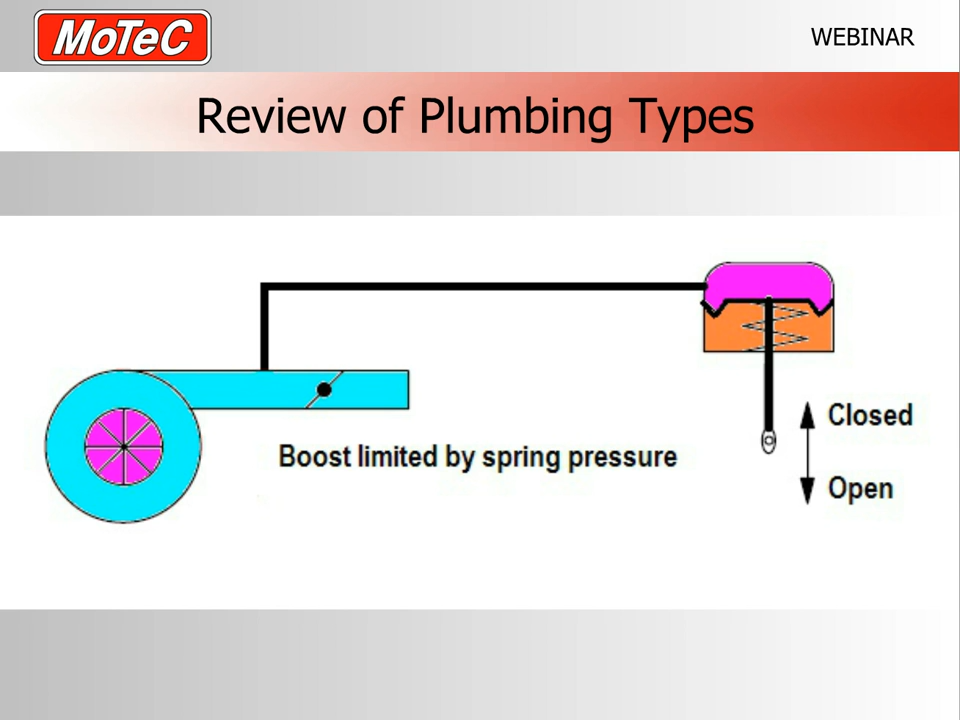 MoTeC
WEBINAR
Review of Plumbing Types
Closed
Boost limited by spring pressure
Open